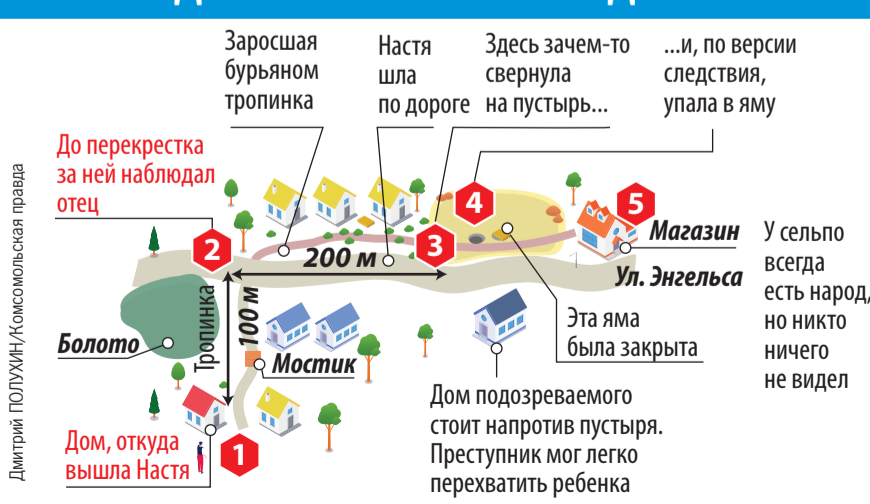 Заросшая
бурьяном
тропинка
Настя
шла
по дороге
Здесь зачем-то
свернула
на пустырь...
...и, по версии
следствия,
упала в яму
До перекрестка
за ней наблюдал
отец
2
3
4
5
Магазин
200 м
Ул. Энгельса
У сельпо
всегда
есть народ,
но никто
ничего
не видел
Тропинка
100 м
Болото
Мостик
Эта яма
была закрыта
Дом подозреваемого
стоит напротив пустыря.
Преступник мог легко
перехватить ребенка
Дом, откуда
вышла Настя
1
Дмитрий ПОЛУХИН/Комсомольская правда